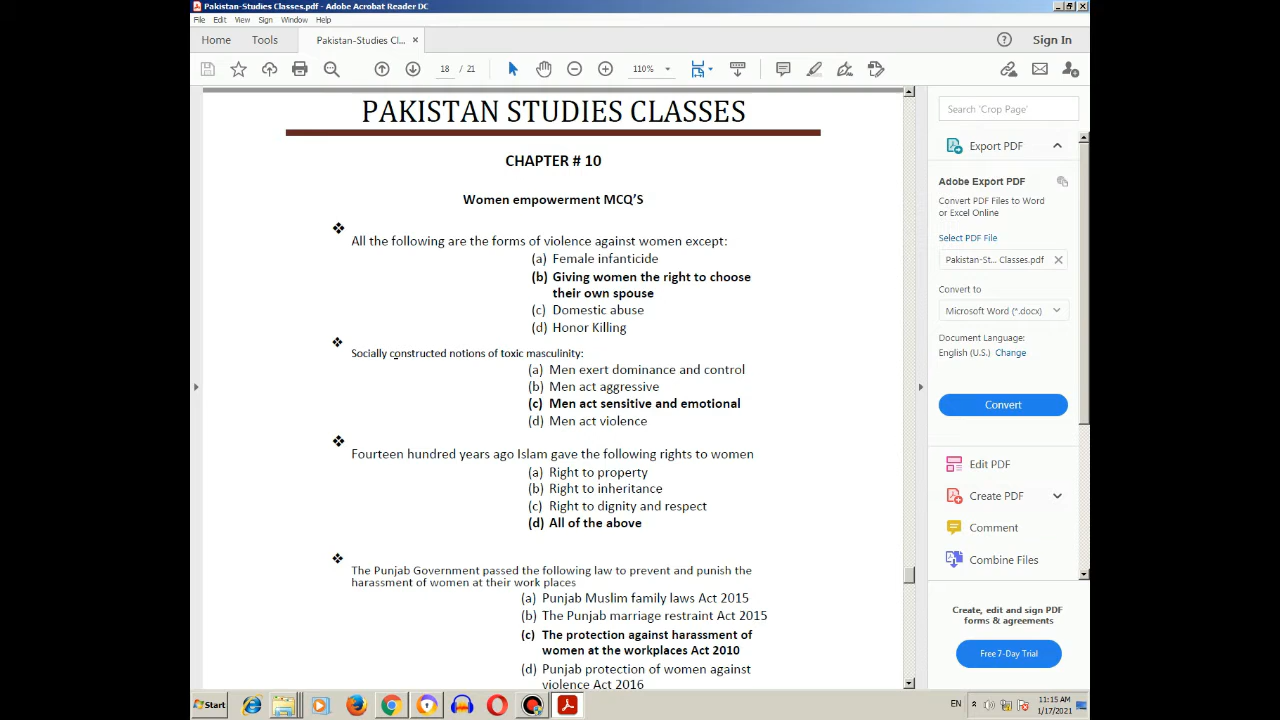 Pakistan-Studies Classes.pdf - Adobe Acrobat Reader DC
File Edit View Sign Window Help
Home Tools Pakistan-Studies Cl... × Sign In
18 / 21 110%
PAKISTAN STUDIES CLASSES
CHAPTER # 10
Women empowerment MCQ'S
❖ All the following are the forms of violence against women except:
(a) Female infanticide
(b) Giving women the right to choose
their own spouse
(c) Domestic abuse
(d) Honor Killing
❖ Socially constructed notions of toxic masculinity:
(a) Men exert dominance and control
(b) Men act aggressive
(c) Men act sensitive and emotional
(d) Men act violence
❖ Fourteen hundred years ago Islam gave the following rights to women
(a) Right to property
(b) Right to inheritance
(c) Right to dignity and respect
(d) All of the above
❖ The Punjab Government passed the following law to prevent and punish the
harassment of women at their work places
(a) Punjab Muslim family laws Act 2015
(b) The Punjab marriage restraint Act 2015
(c) The protection against harassment of
women at the workplaces Act 2010
(d) Punjab protection of women against
violence Act 2016
Search 'Crop Page'
Export PDF
Adobe Export PDF
Convert PDF Files to Word
or Excel Online
Select PDF File
Pakistan-St... Classes.pdf ×
Convert to
Microsoft Word (*.docx)
Document Language:
English (U.S.) Change
Convert
Edit PDF
Create PDF
Comment
Combine Files
Create, edit and sign PDF
forms & agreements
Free 7-Day Trial
Start
EN
11:15 AM
1/17/2021